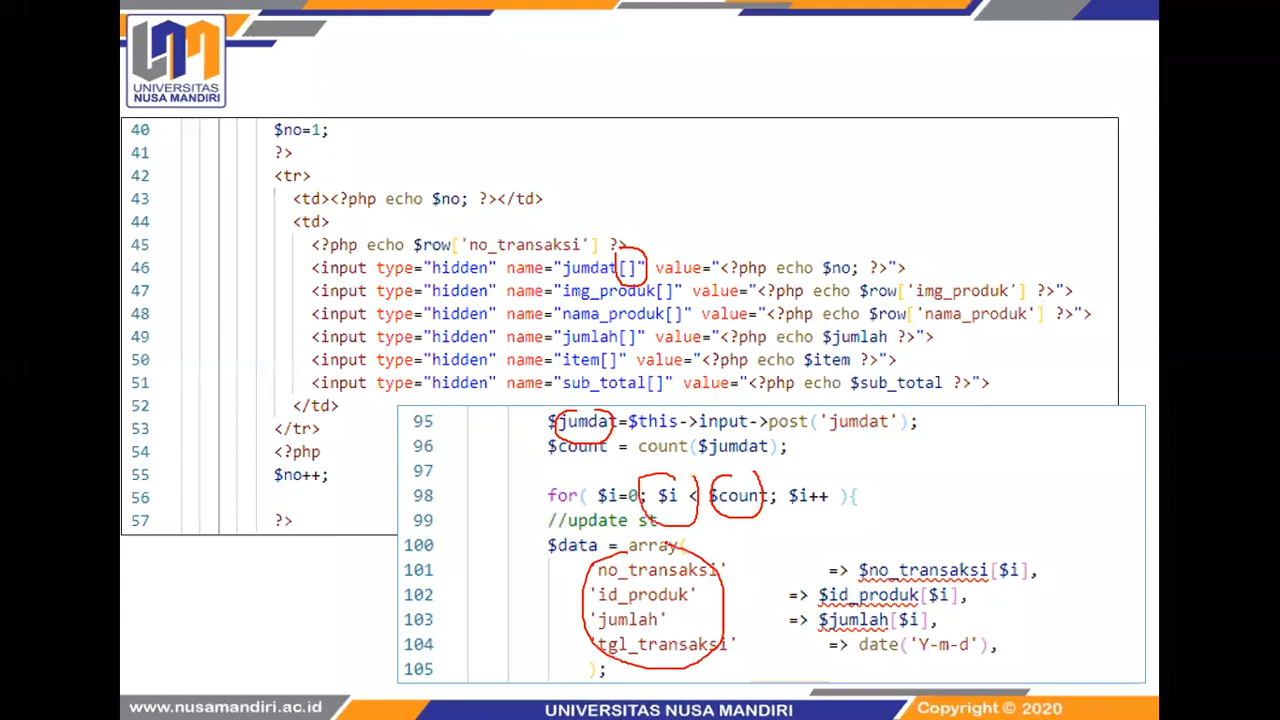 UNIVERSITAS
NUSA MANDIRI
40 $no=1;
41 ?>
42 <tr>
43 <td><?php echo $no; ?></td>
44 <td>
45 <?php echo $row['no_transaksi'] ?>
46 <input type="hidden" name="jumdat[]" value="<?php echo $no; ?>">
47 <input type="hidden" name="img_produk[]" value="<?php echo $row['img_produk'] ?>">
48 <input type="hidden" name="nama_produk[]" value="<?php echo $row['nama_produk'] ?>">
49 <input type="hidden" name="jumlah[]" value="<?php echo $jumlah ?>">
50 <input type="hidden" name="item[]" value="<?php echo $item ?>">
51 <input type="hidden" name="sub_total[]" value="<?php echo $sub_total ?>">
52 </td>
53 </tr>
54 <?php
55 $no++;
56
57 ?>
95 $jumdat=$this->input->post('jumdat');
96 $count = count($jumdat);
97
98 for( $i=0; $i < $count; $i++ ){
99 //update st
100 $data = array(
101 'no_transaksi' => $no_transaksi[$i],
102 'id_produk' => $id_produk[$i],
103 'jumlah' => $jumlah[$i],
104 'tgl_transaksi' => date('Y-m-d'),
105 );
www.nusamandiri.ac.id
UNIVERSITAS NUSA MANDIRI
Copyright © 2020